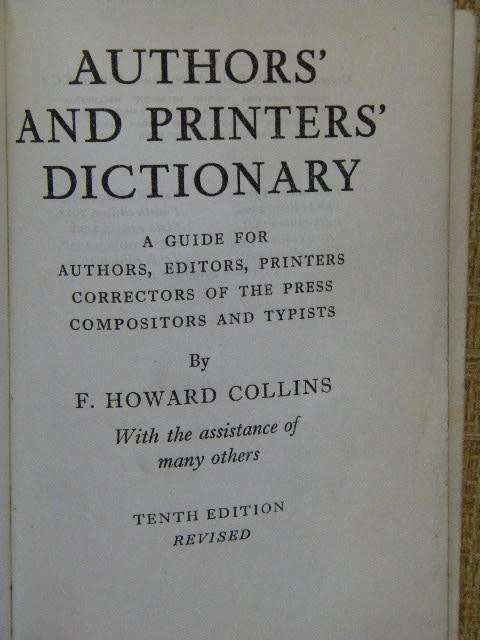 AUTHORS'
AND PRINTERS'
DICTIONARY
A GUIDE FOR
AUTHORS, EDITORS, PRINTERS
CORRECTORS OF THE PRESS
COMPOSITORS AND TYPISTS
By
F. HOWARD COLLINS
With the assistance of
many others
TENTH EDITION
REVISED